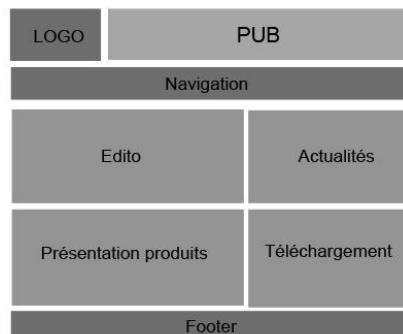 LOGO
PUB
Navigation
Edito
Actualités
Présentation produits
Téléchargement
Footer